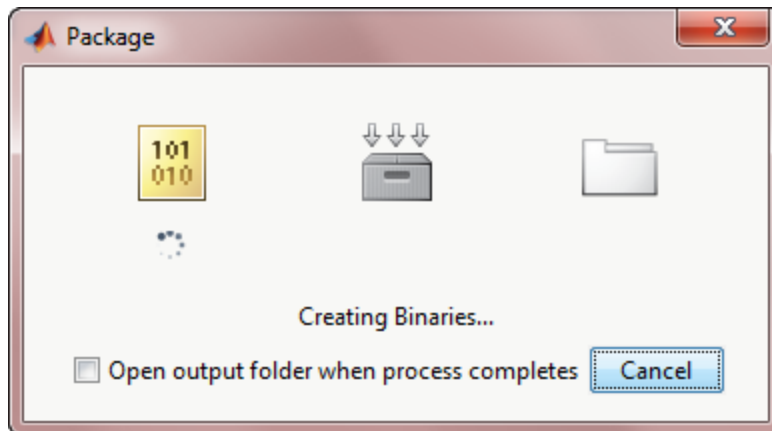 Package
101
010
Creating Binaries...
Open output folder when process completes
Cancel